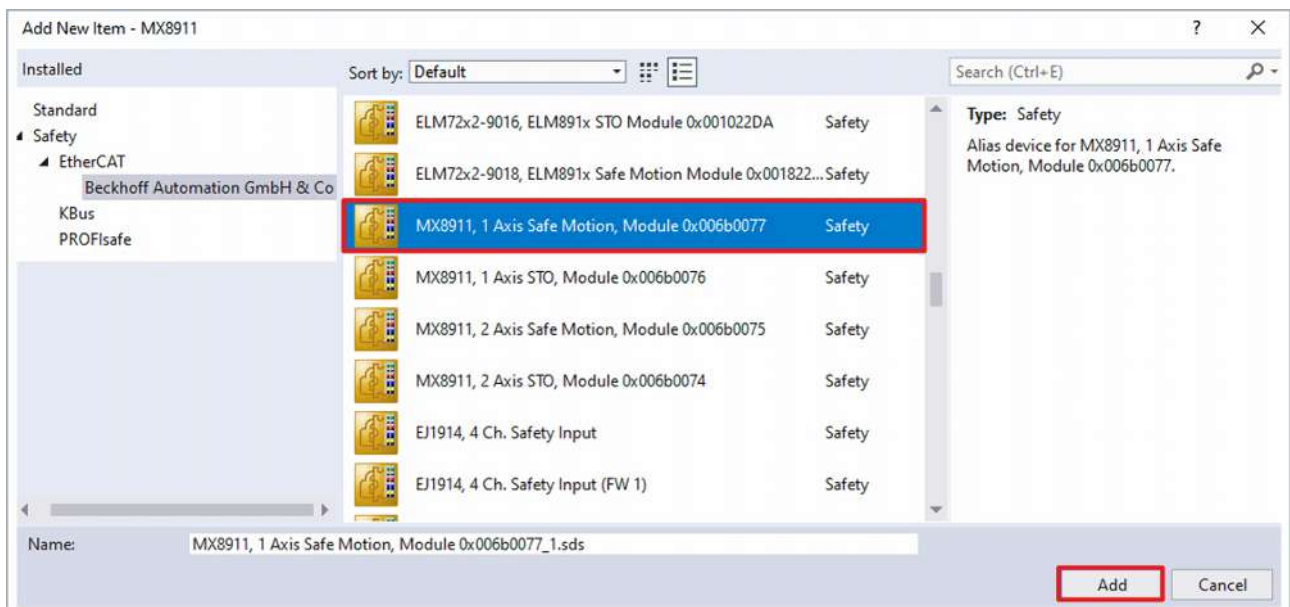 Add New Item - MX8911
? X
Installed
Sort by: Default
Search (Ctrl+E)
Standard
Safety
EtherCAT
Beckhoff Automation GmbH & Co
KBus
PROFIsafe
ELM72x2-9016, ELM891x STO Module 0x001022DA Safety
ELM72x2-9018, ELM891x Safe Motion Module 0x001822... Safety
MX8911, 1 Axis Safe Motion, Module 0x006b0077 Safety
MX8911, 1 Axis STO, Module 0x006b0076 Safety
MX8911, 2 Axis Safe Motion, Module 0x006b0075 Safety
MX8911, 2 Axis STO, Module 0x006b0074 Safety
EJ1914, 4 Ch. Safety Input Safety
EJ1914, 4 Ch. Safety Input (FW 1) Safety
Type: Safety
Alias device for MX8911, 1 Axis Safe
Motion, Module 0x006b0077.
Name: MX8911, 1 Axis Safe Motion, Module 0x006b0077_1.sds
Add Cancel